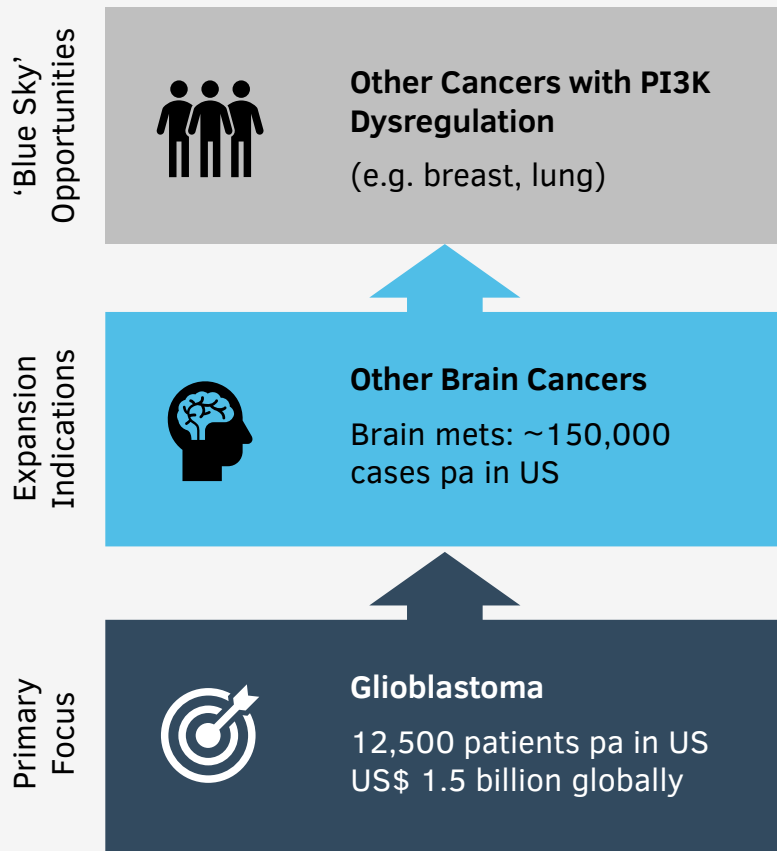 ‘Blue Sky’
Opportunities
Other Cancers with PI3K
Dysregulation
(e.g. breast, lung)
Expansion
Indications
Other Brain Cancers
Brain mets: ~150,000
cases pa in US
Primary
Focus
Glioblastoma
12,500 patients pa in US
US$ 1.5 billion globally